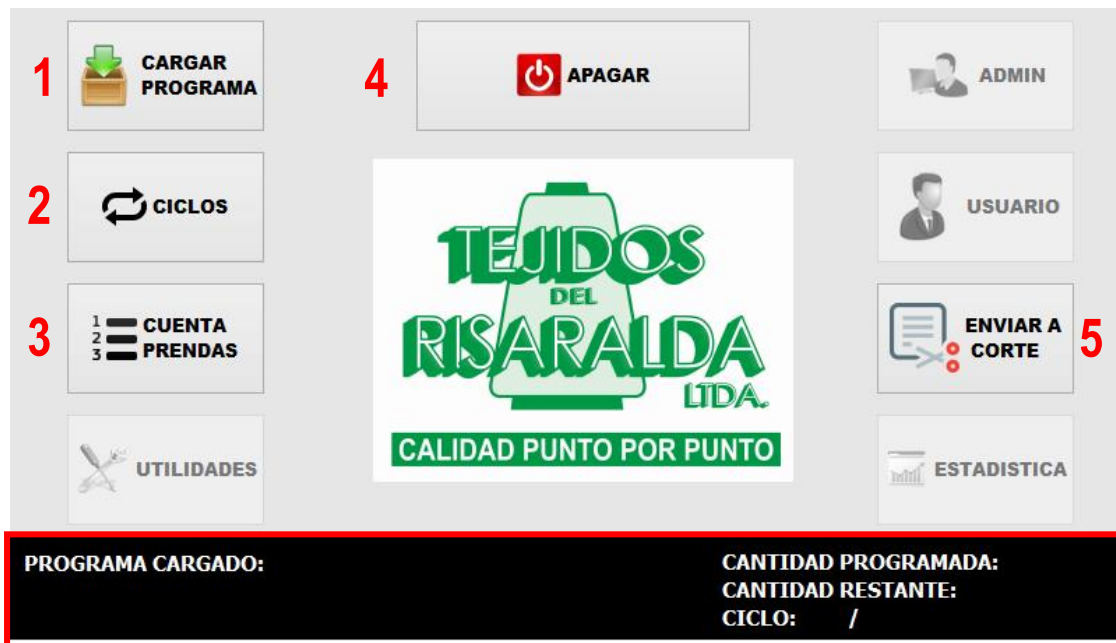 1
CARGAR
PROGRAMA
4
APAGAR
ADMIN
2
CICLOS
USUARIO
3
1
2
3
CUENTA
PRENDAS
TEJIDOS
DEL
RISARALDA
LTDA.
CALIDAD PUNTO POR PUNTO
ENVIAR A
CORTE
5
UTILIDADES
ESTADISTICA
PROGRAMA CARGADO:
CANTIDAD PROGRAMADA:
CANTIDAD RESTANTE:
CICLO: /